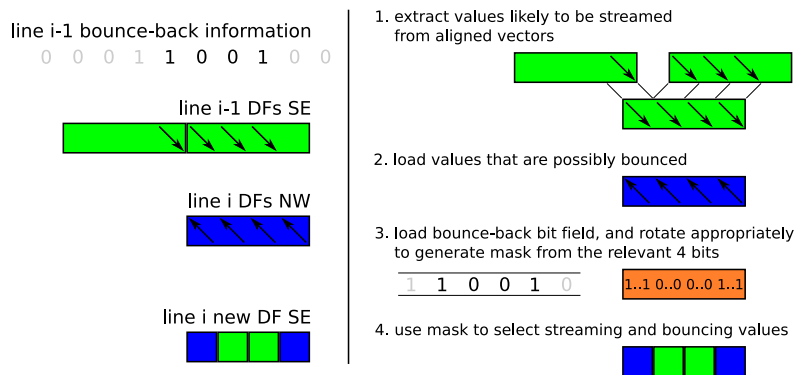 line i-1 bounce-back information
0 0 0 1 1 0 0 1 0 0
line i-1 DFs SE
line i DFs NW
line i new DF SE
1. extract values likely to be streamed
from aligned vectors
2. load values that are possibly bounced
3. load bounce-back bit field, and rotate appropriately
to generate mask from the relevant 4 bits
1 1 0 0 1 0
1..1 0..0 0..0 1..1
4. use mask to select streaming and bouncing values